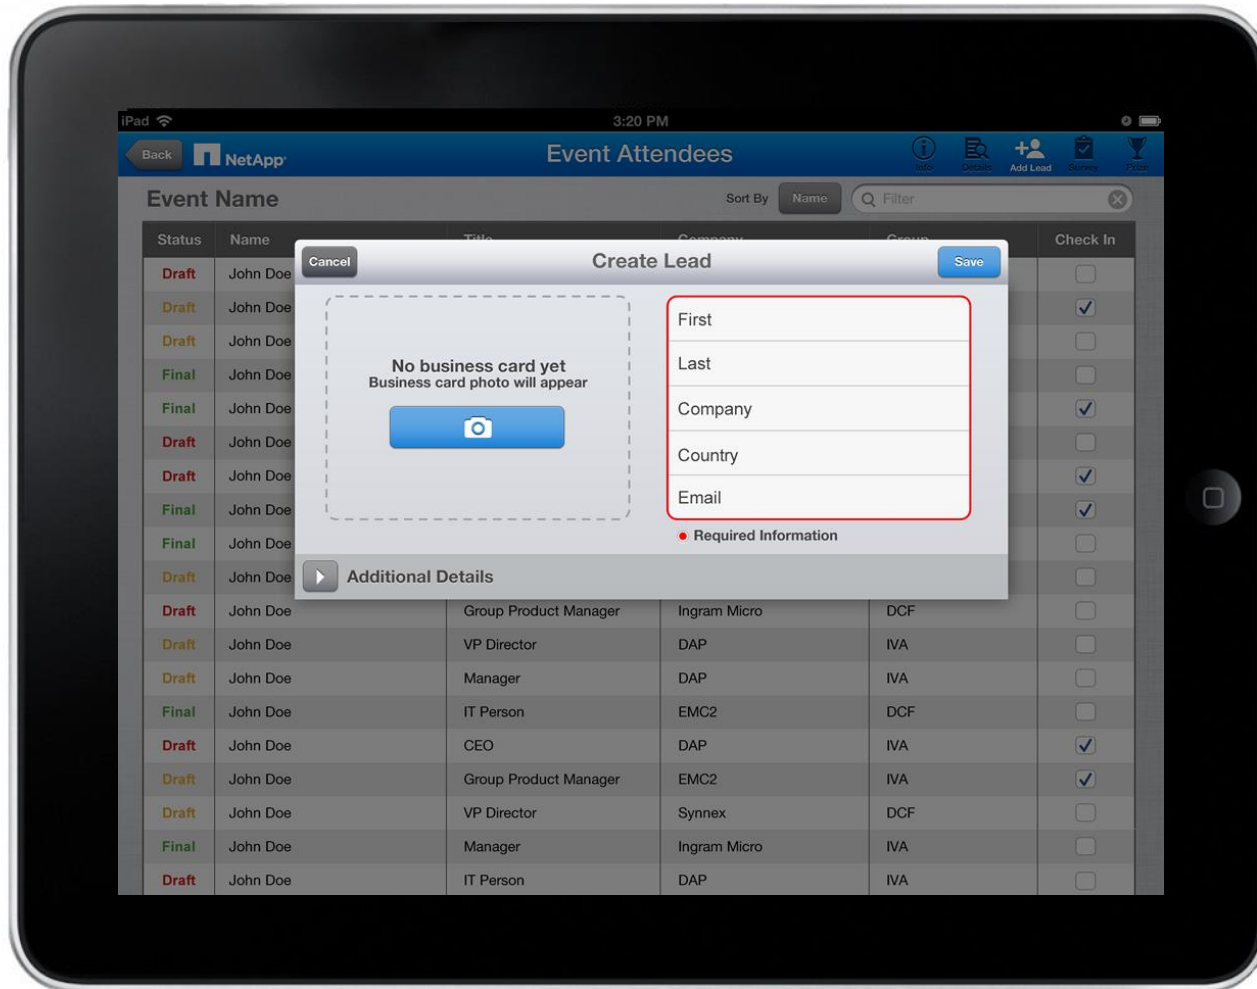 iPad 3:20 PM
Back NetApp Event Attendees Info Details Add Lead Survey Prize
Event Name Sort By Name Filter
Status Name Title Company Group Check In
Cancel Create Lead Save
Draft John Doe
Draft John Doe
Draft John Doe
Final John Doe
Final John Doe
Draft John Doe
Draft John Doe
Final John Doe
Final John Doe
Draft John Doe
No business card yet
Business card photo will appear
First
Last
Company
Country
Email
Required Information
Additional Details
Draft John Doe Group Product Manager Ingram Micro DCF
Draft John Doe VP Director DAP IVA
Draft John Doe Manager DAP IVA
Final John Doe IT Person EMC2 DCF
Draft John Doe CEO DAP IVA
Draft John Doe Group Product Manager EMC2 IVA
Draft John Doe VP Director Synnex DCF
Final John Doe Manager Ingram Micro IVA
Draft John Doe IT Person DAP IVA